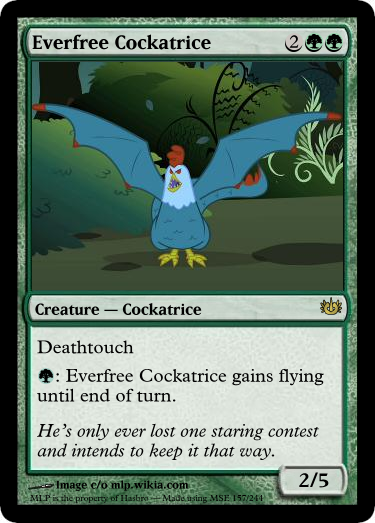 Everfree Cockatrice 2
Creature — Cockatrice
Deathtouch
: Everfree Cockatrice gains flying
until end of turn.
He's only ever lost one staring contest
and intends to keep it that way.
2/5
Image c/o mlp.wikia.com
MLP is the property of Hasbro — Made using MSE 157/244